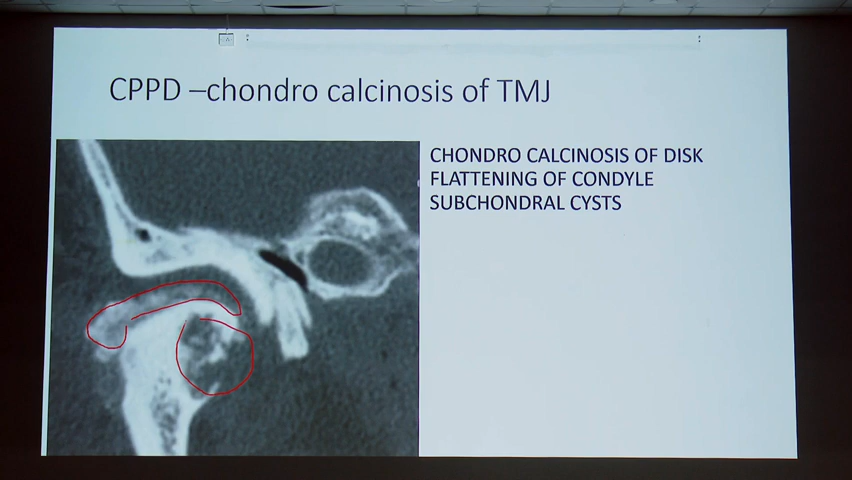 CPPD –chondro calcinosis of TMJ
CHONDRO CALCINOSIS OF DISK
FLATTENING OF CONDYLE
SUBCHONDRAL CYSTS